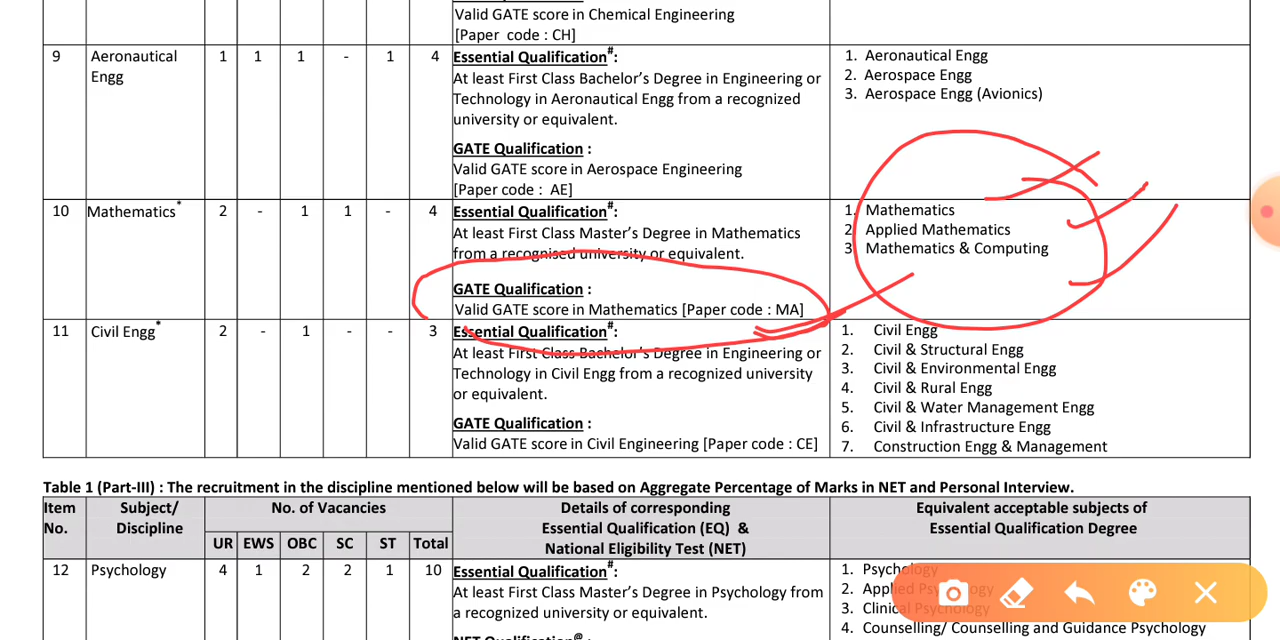 Valid GATE score in Chemical Engineering
[Paper code : CH]
9 Aeronautical Engg 1 1 1 - 1 4
Essential Qualification#:
At least First Class Bachelor's Degree in Engineering or
Technology in Aeronautical Engg from a recognized
university or equivalent.
GATE Qualification :
Valid GATE score in Aerospace Engineering
[Paper code : AE]
1. Aeronautical Engg
2. Aerospace Engg
3. Aerospace Engg (Avionics)
10 Mathematics* 2 - 1 1 - 4
Essential Qualification#:
At least First Class Master's Degree in Mathematics
from a recognised university or equivalent.
GATE Qualification :
Valid GATE score in Mathematics [Paper code : MA]
1. Mathematics
2 Applied Mathematics
3 Mathematics & Computing
11 Civil Engg* 2 - 1 - - 3
Essential Qualification#:
At least First Class Bachelor's Degree in Engineering or
Technology in Civil Engg from a recognized university
or equivalent.
GATE Qualification :
Valid GATE score in Civil Engineering [Paper code : CE]
1. Civil Engg
2. Civil & Structural Engg
3. Civil & Environmental Engg
4. Civil & Rural Engg
5. Civil & Water Management Engg
6. Civil & Infrastructure Engg
7. Construction Engg & Management
Table 1 (Part-III) : The recruitment in the discipline mentioned below will be based on Aggregate Percentage of Marks in NET and Personal Interview.
Item No.
Subject/ Discipline
No. of Vacancies
UR EWS OBC SC ST Total
Details of corresponding
Essential Qualification (EQ) &
National Eligibility Test (NET)
Equivalent acceptable subjects of
Essential Qualification Degree
12 Psychology 4 1 2 2 1 10
Essential Qualification#:
At least First Class Master's Degree in Psychology from
a recognized university or equivalent.
1. Psychology
2. Applied Psychology
3. Clinical Psychology
4. Counselling/ Counselling and Guidance Psychology